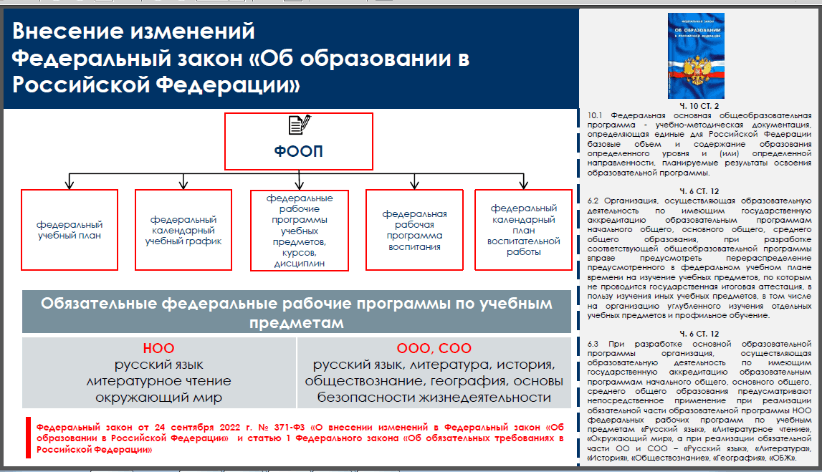 Внесение изменений
Федеральный закон «Об образовании в
Российской Федерации»
ФООП
федеральный
учебный план
федеральный
календарный
учебный график
федеральные
рабочие
программы
учебных
предметов,
курсов,
дисциплин
федеральная
рабочая
программа
воспитания
федеральный
календарный
план
воспитательной
работы
Обязательные федеральные рабочие программы по учебным
предметам
НОО
русский язык
литературное чтение
окружающий мир
ООО, СОО
русский язык, литература, история,
обществознание, география, основы
безопасности жизнедеятельности
Федеральный закон от 24 сентября 2022 г. № 371-ФЗ «О внесении изменений в Федеральный закон «Об
образовании в Российской Федерации» и статью 1 Федерального закона «Об обязательных требованиях в
Российской Федерации»
ОБ ОБРАЗОВАНИИ
В РОССИЙСКОЙ ФЕДЕРАЦИИ
Ч. 10 СТ. 2
10.1 Федеральная основная общеобразовательная
программа - учебно-методическая документация,
определяющая единые для Российской Федерации
базовые объем и содержание образования
определенного уровня и (или) определенной
направленности, планируемые результаты освоения
образовательной программы.
Ч. 6 СТ. 12
6.2 Организация, осуществляющая образовательную
деятельность по имеющим государственную
аккредитацию образовательным программам
начального общего, основного общего, среднего
общего образования, при разработке
соответствующей общеобразовательной программы
вправе предусмотреть перераспределение
предусмотренного в федеральном учебном плане
времени на изучение учебных предметов, по которым
не проводится государственная итоговая аттестация, в
пользу изучения иных учебных предметов, в том числе
на организацию углубленного изучения отдельных
учебных предметов и профильное обучение.
Ч. 6 СТ. 12
6.3 При разработке основной образовательной
программы организация, осуществляющая
образовательную деятельность по имеющим
государственную аккредитацию образовательным
программам начального общего, основного общего,
среднего общего образования предусматривают
непосредственное применение при реализации
обязательной части образовательной программы НОО
федеральных рабочих программ по учебным
предметам «Русский язык», «Литературное чтение»,
«Окружающий мир», а при реализации обязательной
части ОО и СОО – «Русский язык», «Литература»,
«История», «Обществознание», «География», «ОБЖ».